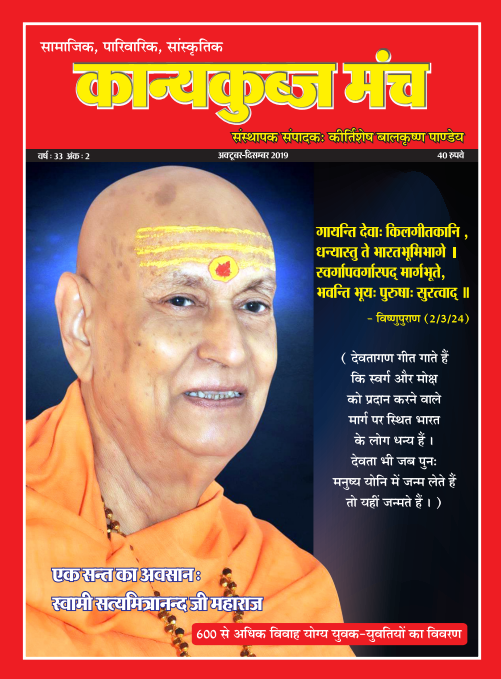 सामाजिक, पारिवारिक, सांस्कृतिक
कान्यकुब्ज मंच
संस्थापक संपादकः कीर्तिशेष बालकृष्ण पाण्डेय
वर्ष : 33 अंक : 2
अक्टूबर-दिसम्बर 2019
40 रुपये
गायन्ति देवाः किलगीतकानि ,
धन्यास्तु ते भारतभूमिभागे ।
स्वर्गापवर्गास्पद् मार्गभूते,
भवन्ति भूयः पुरुषाः सुरत्वाद् ॥
- विष्णुपुराण (2/3/24)
( देवतागण गीत गाते हैं
कि स्वर्ग और मोक्ष
को प्रदान करने वाले
मार्ग पर स्थित भारत
के लोग धन्य हैं ।
देवता भी जब पुनः
मनुष्य योनि में जन्म लेते हैं
तो यहीं जन्मते हैं । )
एक सन्त का अवसान :
स्वामी सत्यमित्रानन्द जी महाराज
600 से अधिक विवाह योग्य युवक-युवतियों का विवरण